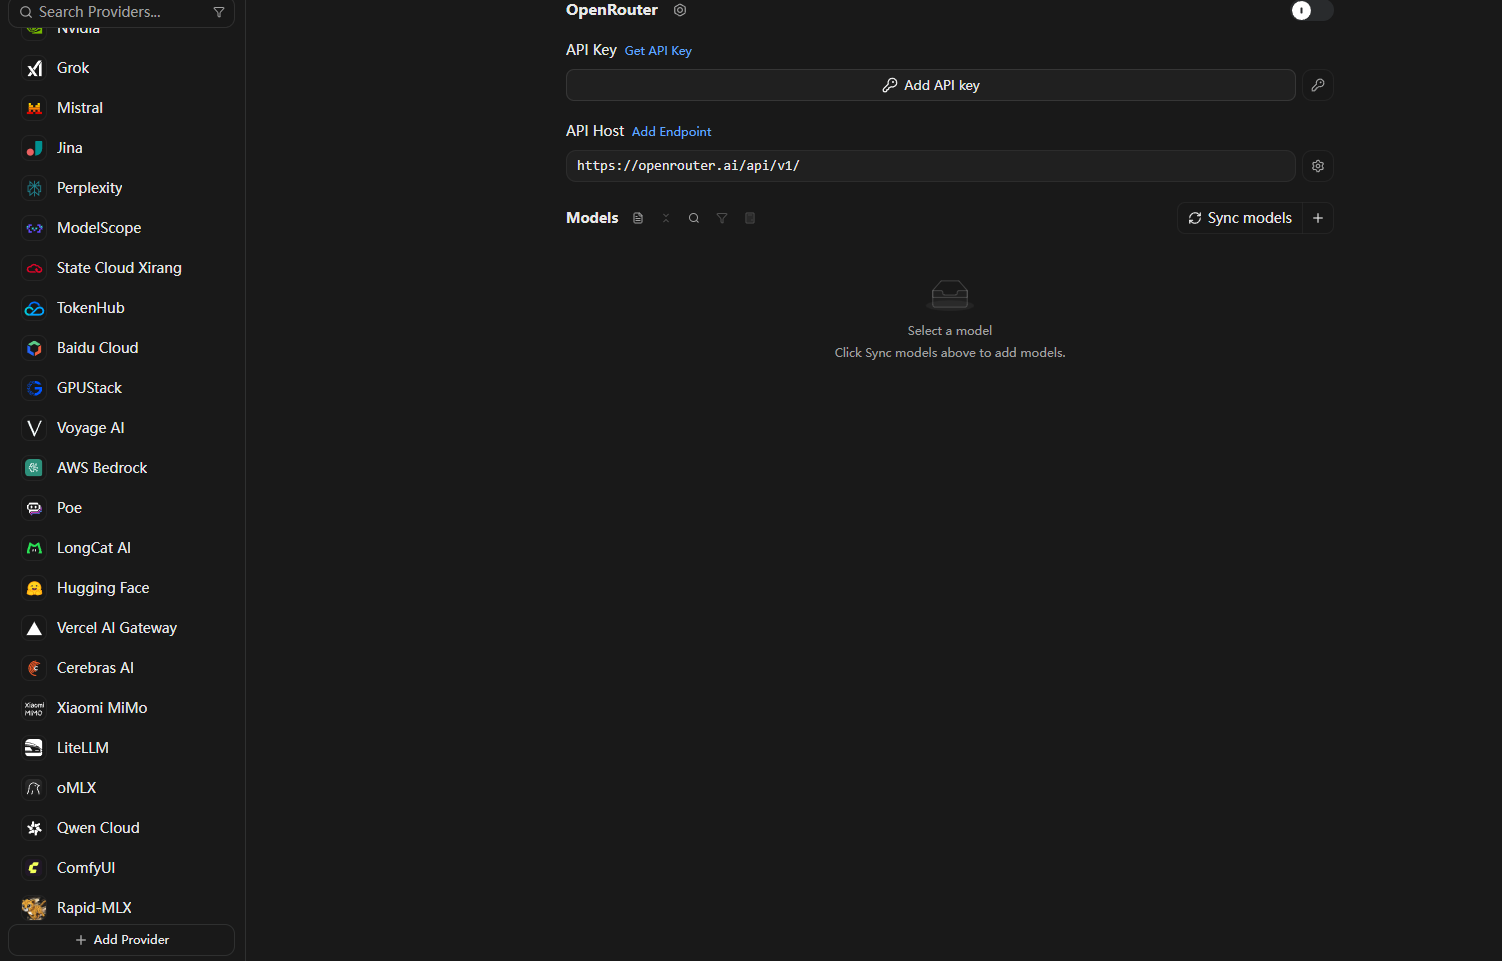 Search Providers...
Nvidia
Grok
Mistral
Jina
Perplexity
ModelScope
State Cloud Xirang
TokenHub
Baidu Cloud
GPUStack
Voyage AI
AWS Bedrock
Poe
LongCat AI
Hugging Face
Vercel AI Gateway
Cerebras AI
Xiaomi MiMO
Xiaomi MiMo
LiteLLM
oMLX
Qwen Cloud
ComfyUI
Rapid-MLX
Add Provider
OpenRouter
API Key Get API Key
Add API key
API Host Add Endpoint
https://openrouter.ai/api/v1/
Models
Sync models
Select a model
Click Sync models above to add models.